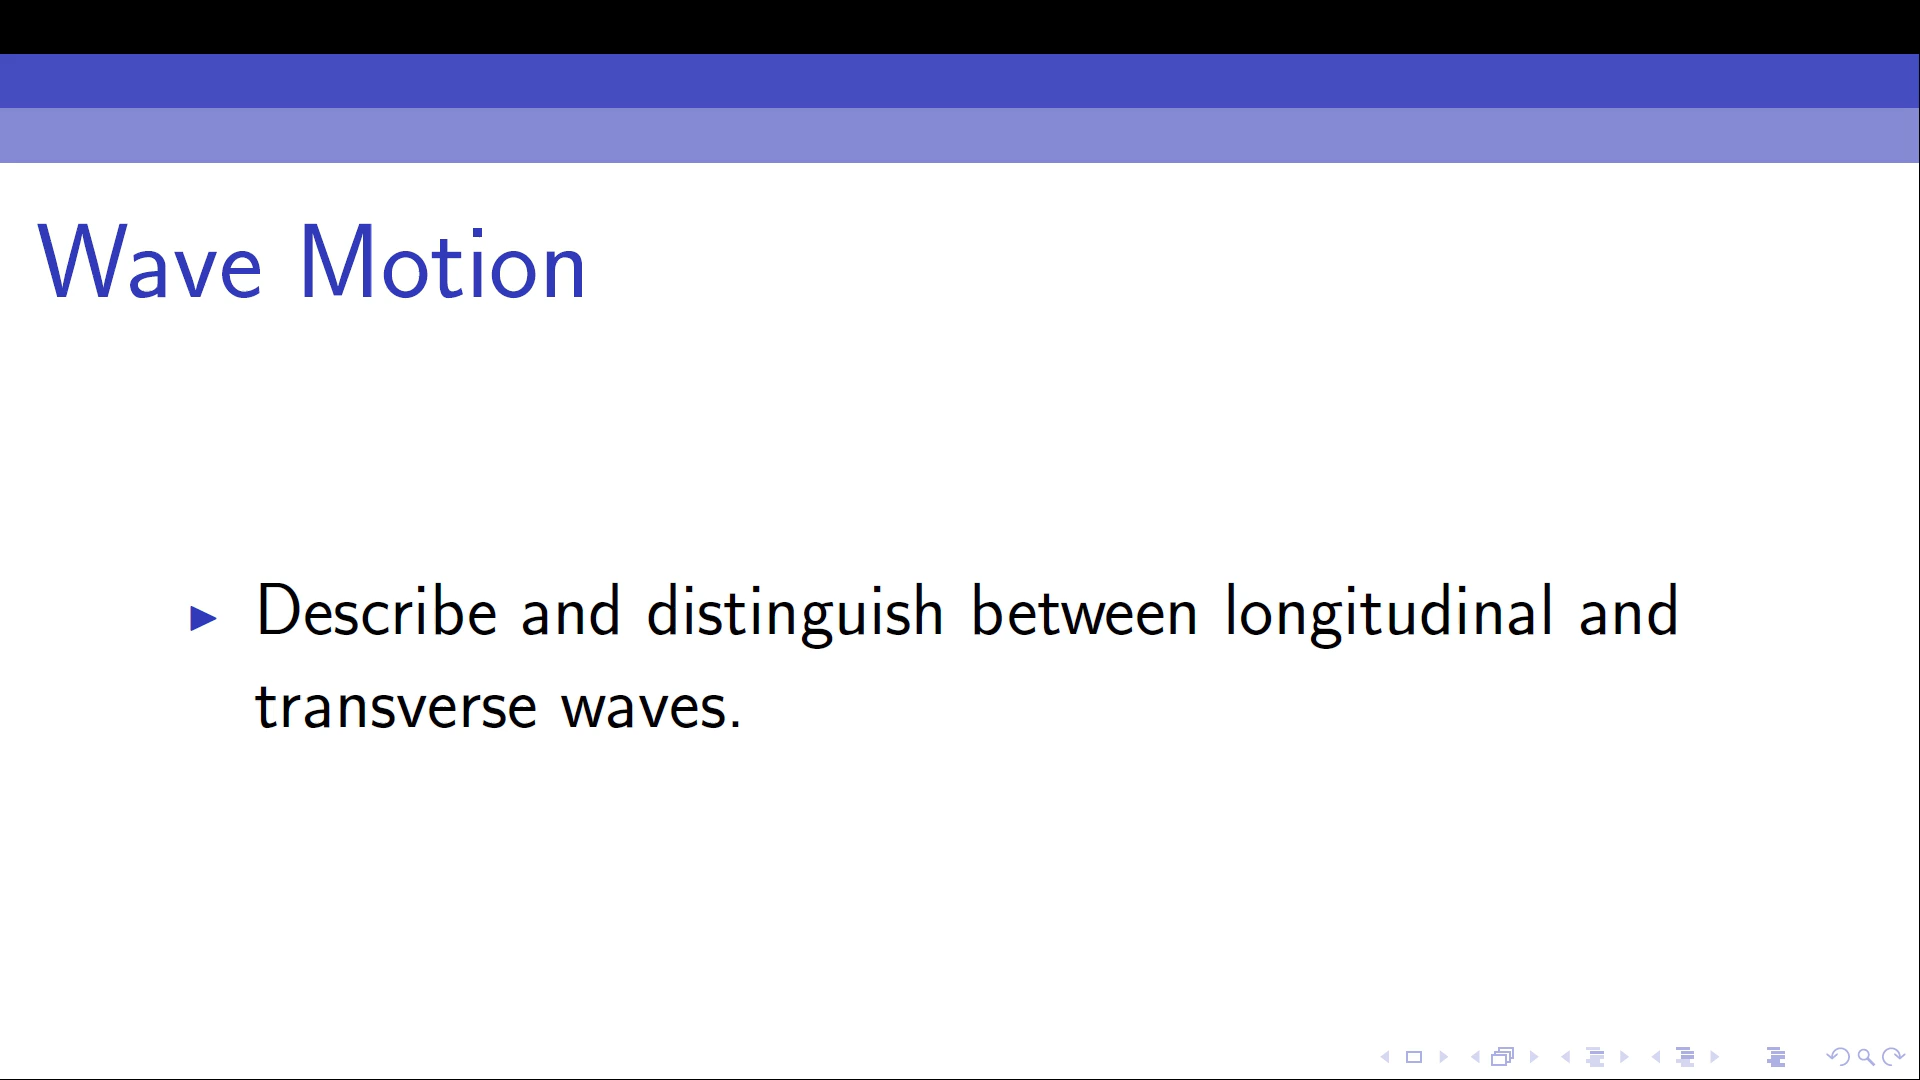 Wave Motion
Describe and distinguish between longitudinal and
transverse waves.